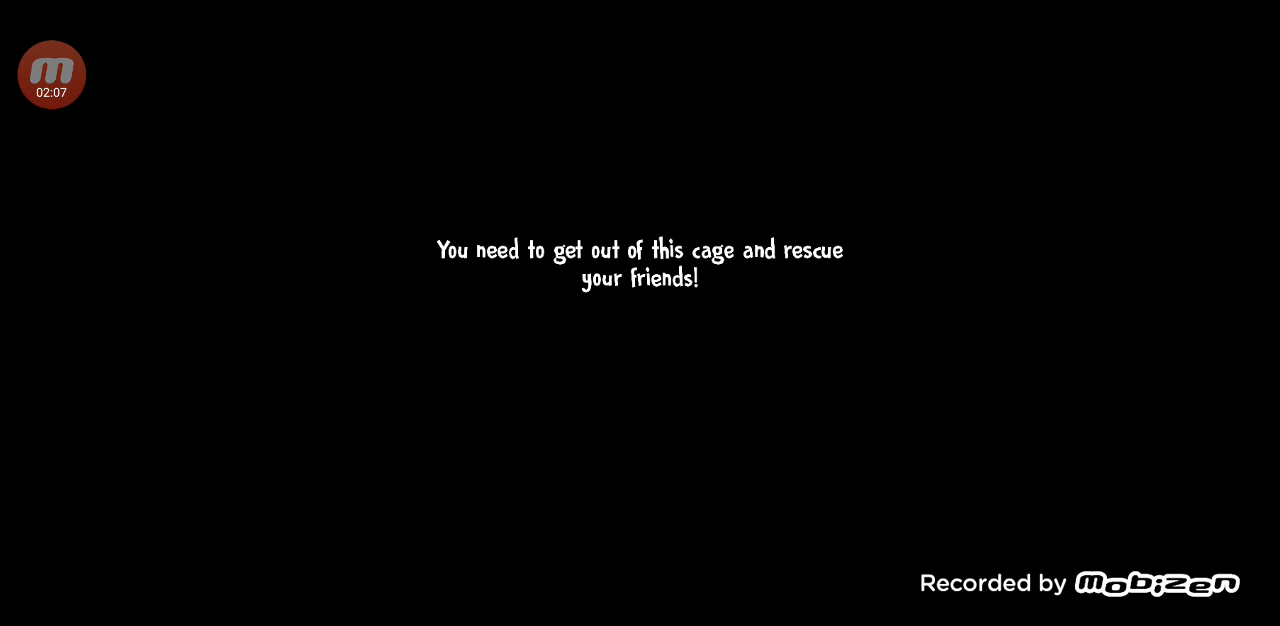 m
02:07
You need to get out of this cage and rescue
your friends!
Recorded by mobizen